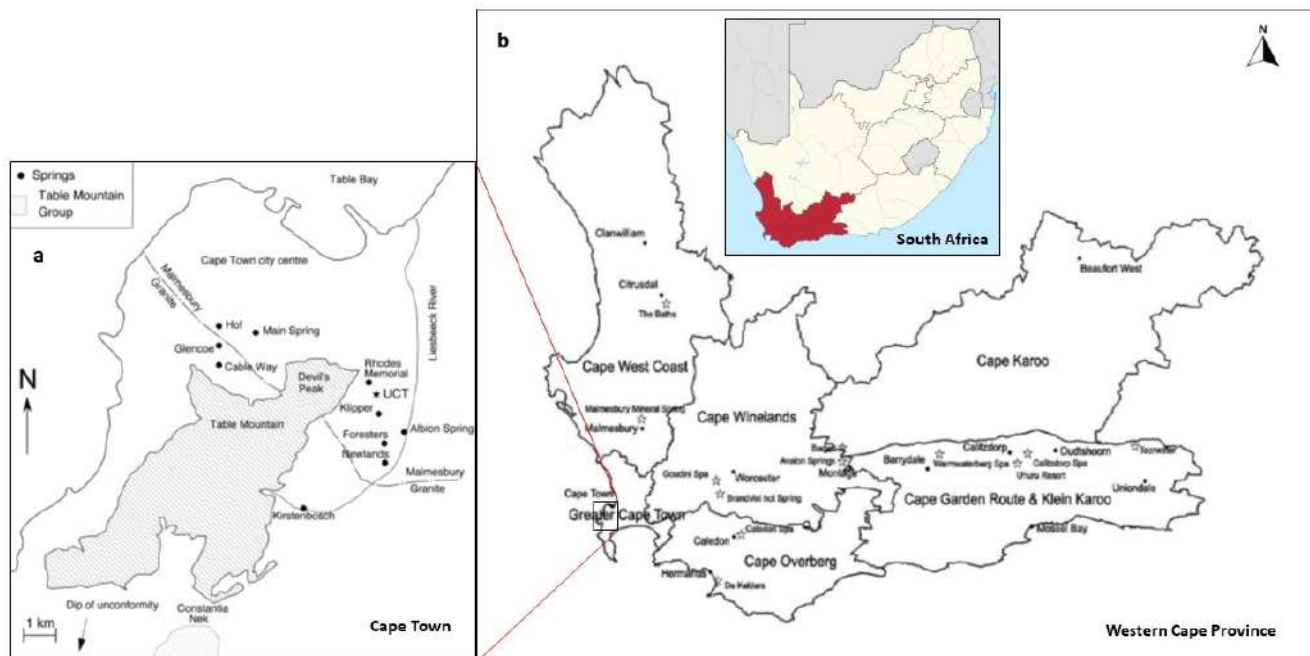 Springs
Table Mountain
Group
a
Table Bay
Cape Town city centre
Malmesbury
Granite
Liesbeeck River
Hof
Main Spring
Glencoe
Cable Way
N
Devil's
Peak
Rhodes
Memorial
UCT
Klipper
Table Mountain
Foresters
Albion Spring
Newlands
Malmesbury
Granite
Kirstenbosch
Dip of unconformity
Constantia
Nek
1 km
Cape Town
b
N
South Africa
Clanwilliam
Citrusdal
The Baths
Beaufort West
Cape West Coast
Cape Karoo
Malmesbury Mineral Spring
Malmesbury
Cape Winelands
Avalon Springs
Montagu
Goudini Spa
Worcester
Brandvlei hot Spring
Barrydale
Warmwaterberg Spa
Calitzdorp
Calitzdorp Spa
Uhuru Resort
Oudtshoorn
Toorwater
Uniondale
Cape Garden Route & Klein Karoo
Mossel Bay
Cape Town
Greater Cape Town
Caledon Spa
Caledon
Cape Overberg
Hermanus
De Kelders
Western Cape Province